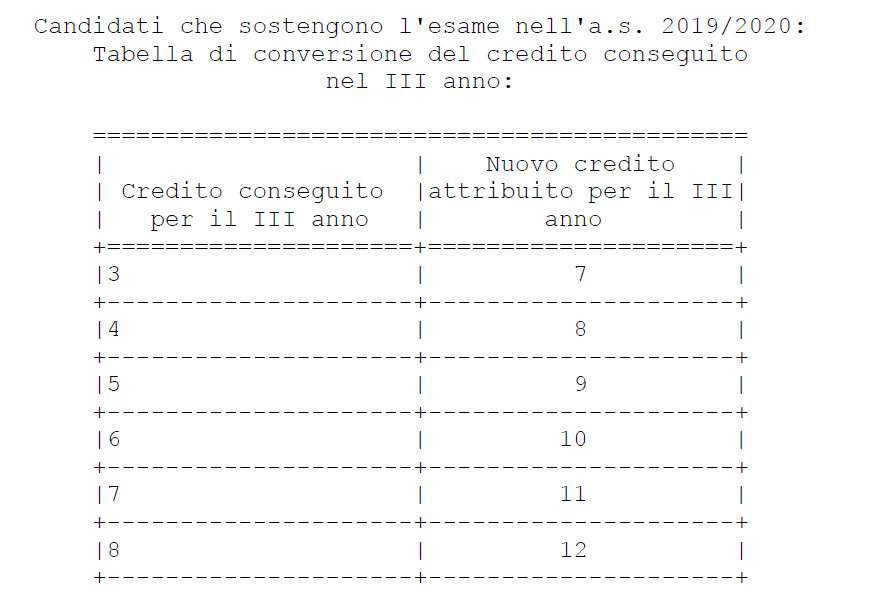 Candidati che sostengono l'esame nell'a.s. 2019/2020:
Tabella di conversione del credito conseguito
nel III anno:
=============================================
|                     |    Nuovo credito    |
| Credito conseguito  |attribuito per il III|
|   per il III anno   |        anno         |
+=====================+=====================+
|3                    |          7          |
+---------------------+---------------------+
|4                    |          8          |
+---------------------+---------------------+
|5                    |          9          |
+---------------------+---------------------+
|6                    |         10          |
+---------------------+---------------------+
|7                    |         11          |
+---------------------+---------------------+
|8                    |         12          |
+---------------------+---------------------+